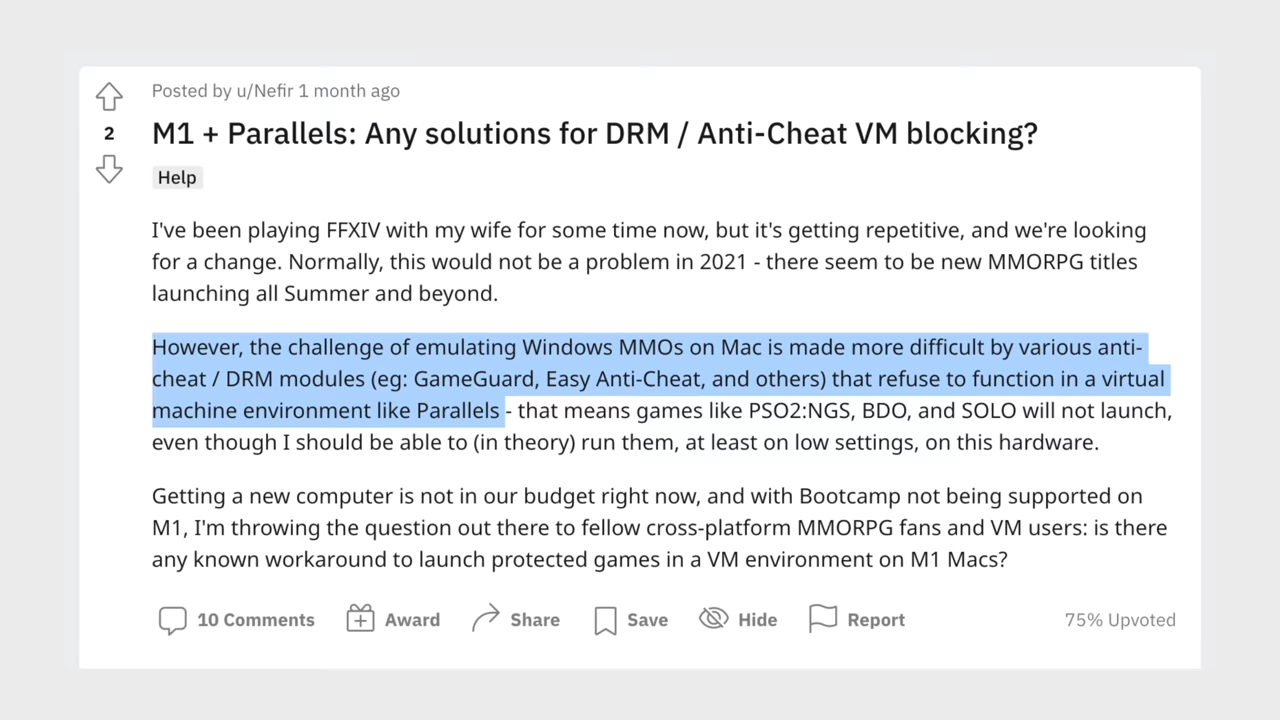 Posted by u/Nefir 1 month ago
2
M1 + Parallels: Any solutions for DRM / Anti-Cheat VM blocking?
Help
I've been playing FFXIV with my wife for some time now, but it's getting repetitive, and we're looking
for a change. Normally, this would not be a problem in 2021 - there seem to be new MMORPG titles
launching all Summer and beyond.
However, the challenge of emulating Windows MMOs on Mac is made more difficult by various anti-
cheat / DRM modules (eg: GameGuard, Easy Anti-Cheat, and others) that refuse to function in a virtual
machine environment like Parallels - that means games like PSO2:NGS, BDO, and SOLO will not launch,
even though I should be able to (in theory) run them, at least on low settings, on this hardware.
Getting a new computer is not in our budget right now, and with Bootcamp not being supported on
M1, I'm throwing the question out there to fellow cross-platform MMORPG fans and VM users: is there
any known workaround to launch protected games in a VM environment on M1 Macs?
10 Comments Award Share Save Hide Report 75% Upvoted